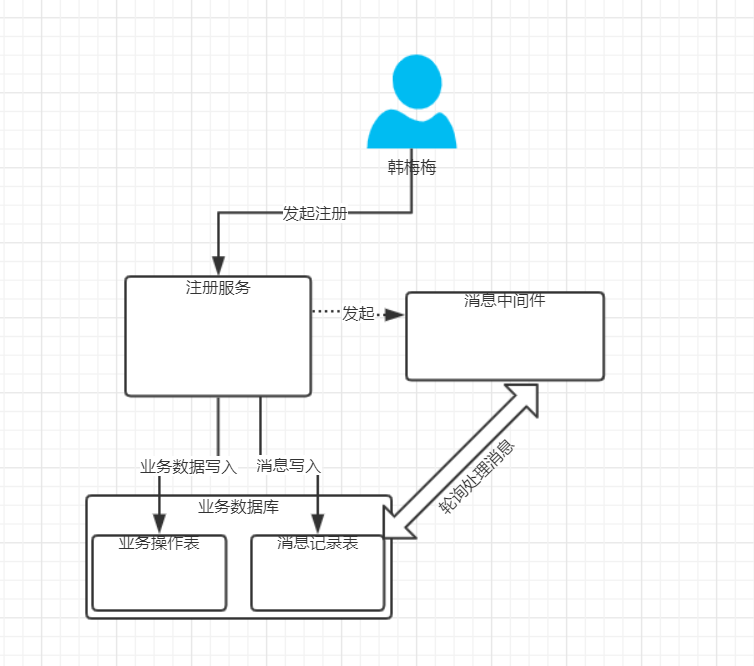 韩梅梅
发起注册
注册服务
消息中间件
发起
轮询处理消息
业务数据写入
消息写入
业务数据库
业务操作表
消息记录表